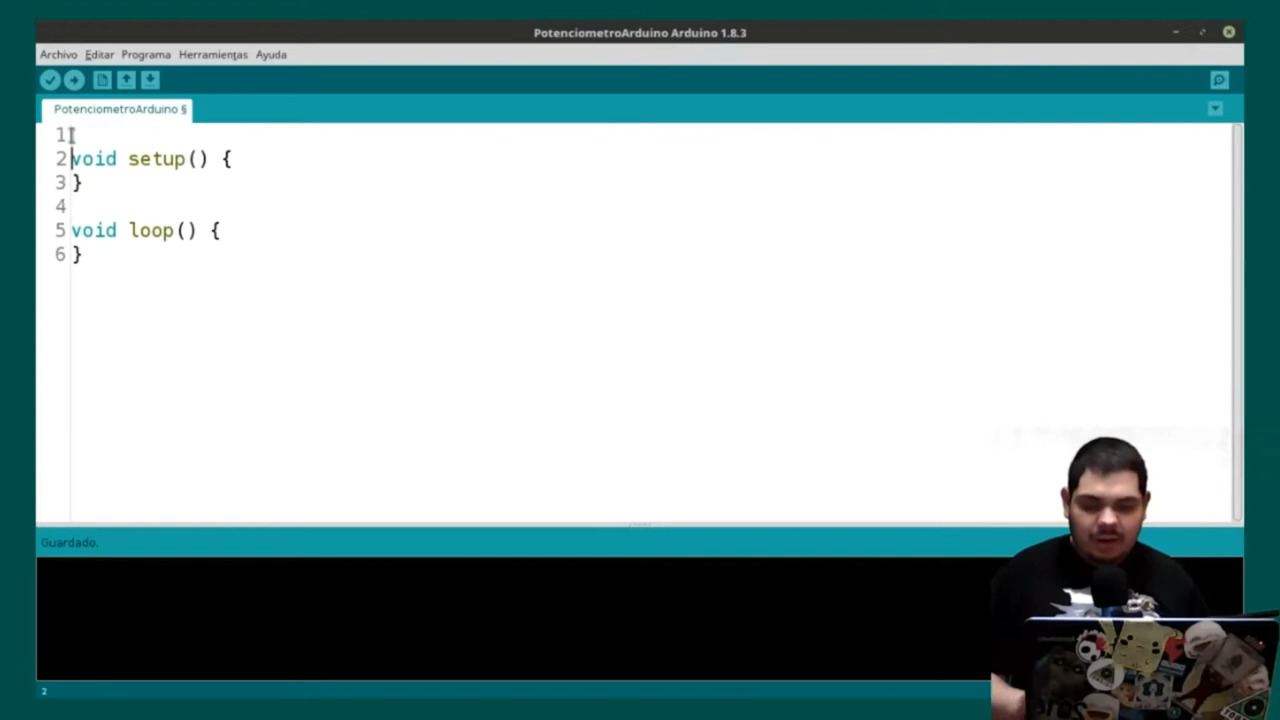 PotenciometroArduino Arduino 1.8.3
Archivo Editar Programa Herramientas Ayuda
PotenciometroArduino §
1
2 void setup() {
3 }
4
5 void loop() {
6 }
Guardado.
2